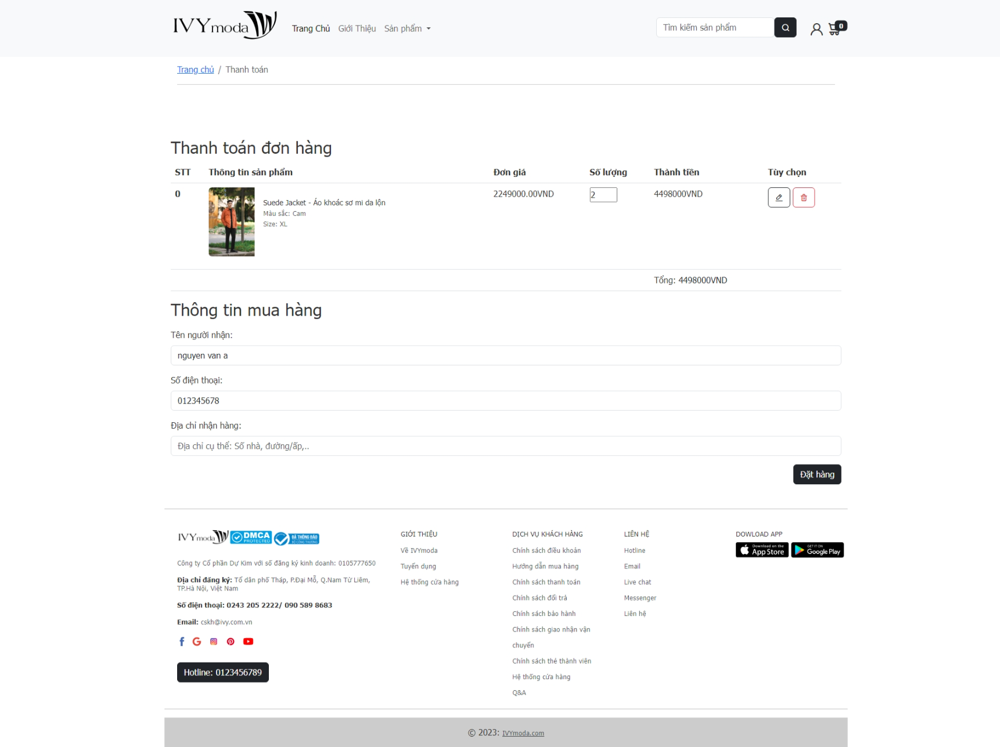 IVY moda
Trang Chủ Giới Thiệu Sản phẩm
Tìm kiếm sản phẩm
0
Trang chủ / Thanh toán
Thanh toán đơn hàng
STT Thông tin sản phẩm Đơn giá Số lượng Thành tiền Tùy chọn
0 2249000.00VND 2 4498000VND
Suede Jacket - Áo khoác sơ mi da lộn
Màu sắc: Cam
Size: XL
Tổng: 4498000VND
Thông tin mua hàng
Tên người nhận:
nguyen van a
Số điện thoại:
012345678
Địa chỉ nhận hàng:
Địa chỉ cụ thể: Số nhà, đường/ấp,..
Đặt hàng
IVY moda DMCA PROTECTED ĐÃ THÔNG BÁO BỘ CÔNG THƯƠNG
Công ty Cổ phần Dự Kim với số đăng ký kinh doanh: 0105777650
Địa chỉ đăng ký: Tổ dân phố Tháp, P.Đại Mỗ, Q.Nam Từ Liêm,
TP.Hà Nội, Việt Nam
Số điện thoại: 0243 205 2222/ 090 589 8683
Email: cskh@ivy.com.vn
Hotline: 0123456789
GIỚI THIỆU
Về IVYmoda
Tuyển dụng
Hệ thống cửa hàng
DỊCH VỤ KHÁCH HÀNG
Chính sách điều khoản
Hướng dẫn mua hàng
Chính sách thanh toán
Chính sách đổi trả
Chính sách bảo hành
Chính sách giao nhận vận
chuyển
Chính sách thẻ thành viên
Hệ thống cửa hàng
Q&A
LIÊN HỆ
Hotline
Email
Live chat
Messenger
Liên hệ
DOWLOAD APP
Download on the App Store GET IT ON Google Play
© 2023: IVYmoda.com